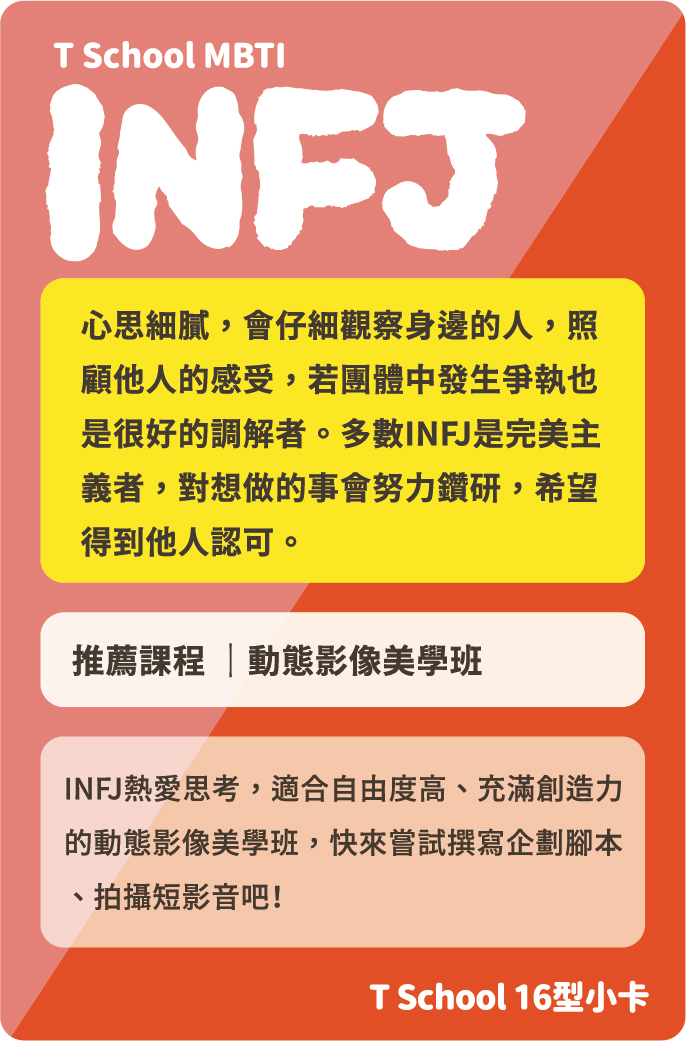 T School MBTI
INFJ
心思細膩，會仔細觀察身邊的人，照
顧他人的感受，若團體中發生爭執也
是很好的調解者。多數INFJ是完美主
義者，對想做的事會努力鑽研，希望
得到他人認可。
推薦課程 ｜動態影像美學班
INFJ熱愛思考，適合自由度高、充滿創造力
的動態影像美學班，快來嘗試撰寫企劃腳本
、拍攝短影音吧！
T School 16型小卡